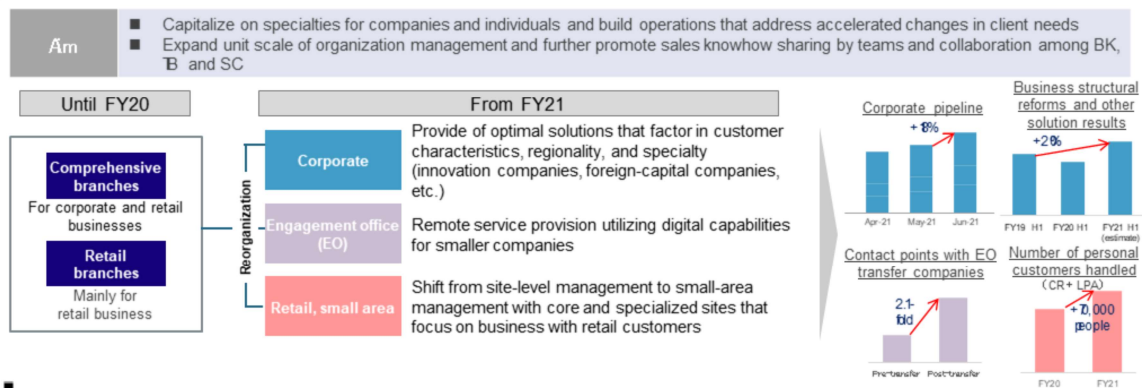 Aim
■ Capitalize on specialties for companies and individuals and build operations that address accelerated changes in client needs
■ Expand unit scale of organization management and further promote sales knowhow sharing by teams and collaboration among BK,
TB and SC
Until FY20
From FY21
Comprehensive
branches
For corporate and retail
businesses
Retail
branches
Mainly for
retail business
Reorganization
Corporate
Provide of optimal solutions that factor in customer
characteristics, regionality, and specialty
(innovation companies, foreign-capital companies,
etc.)
Engagement office
(EO)
Remote service provision utilizing digital capabilities
for smaller companies
Retail, small area
Shift from site-level management to small-area
management with core and specialized sites that
focus on business with retail customers
Corporate pipeline
+18%
Apr-21 May-21 Jun-21
Business structural
reforms and other
solution results
FY19 H1 FY20 H1 FY21 H1
(estimate)
Contact points with EO
transfer companies
2.1-
fold
Pre-transfer Post-transfer
Number of personal
customers handled
(CR+ LPA)
people
FY20 FY21